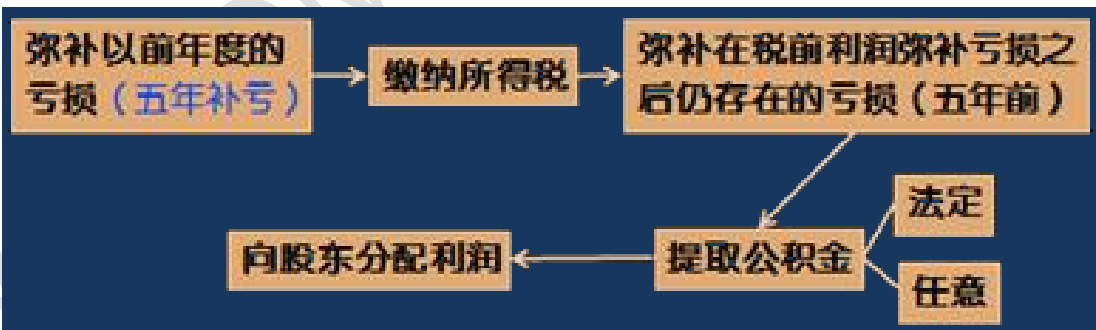 弥补以前年度的
亏损（五年补亏）
缴纳所得税
弥补在税前利润弥补亏损之
后仍存在的亏损（五年前）
提取公积金
法定
任意
向股东分配利润